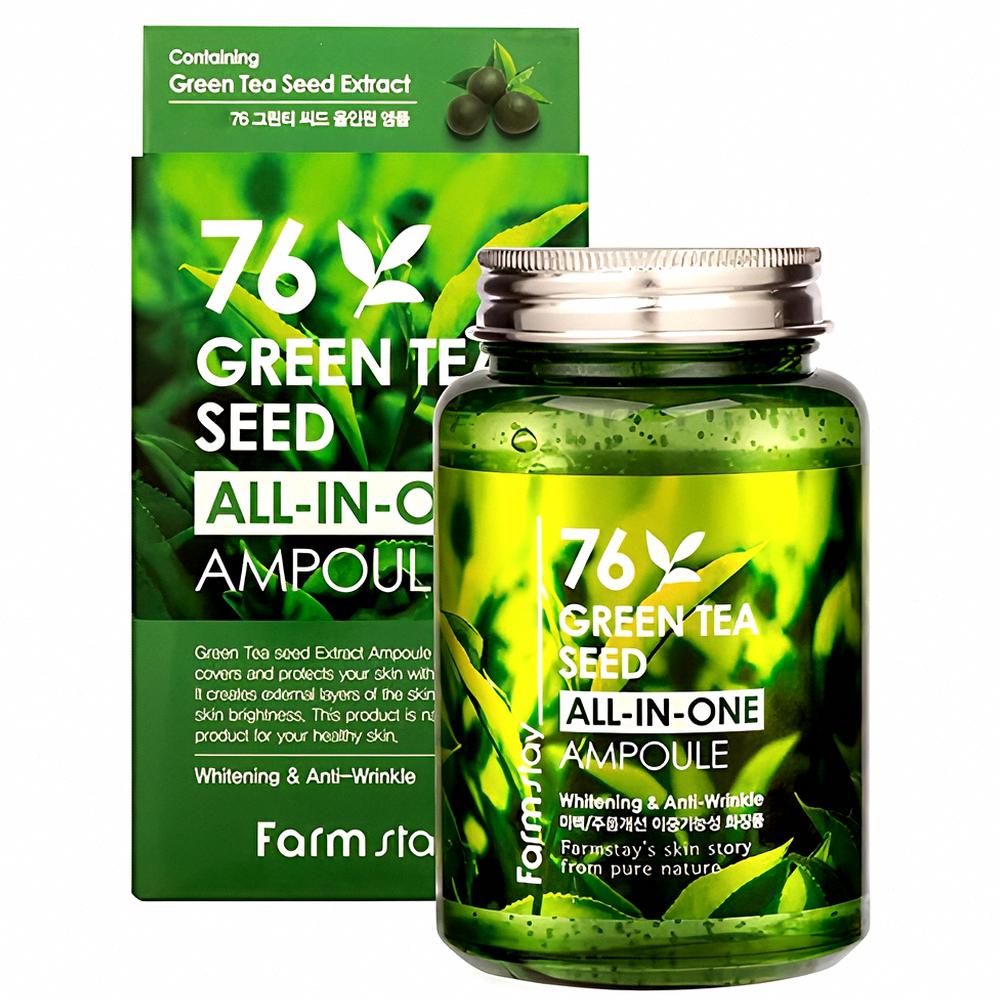 Containing
Green Tea Seed Extract
76 그린티 씨드 올인원 앰플
76
GREEN TEA
SEED
ALL-IN-O
AMPOUL
Green Tea seed Extract Ampoule
covers and protects your skin with
It creates external layers of the skin
skin brightness. This product is
product for your healthy skin.
Whitening & Anti-Wrinkle
Farm stay
76
GREEN TEA
SEED
ALL-IN-ONE
AMPOULE
Whitening & Anti-Wrinkle
미백/주름개선 이중기능성 화장품
Farmstay's skin story
from pure nature
Farm stay